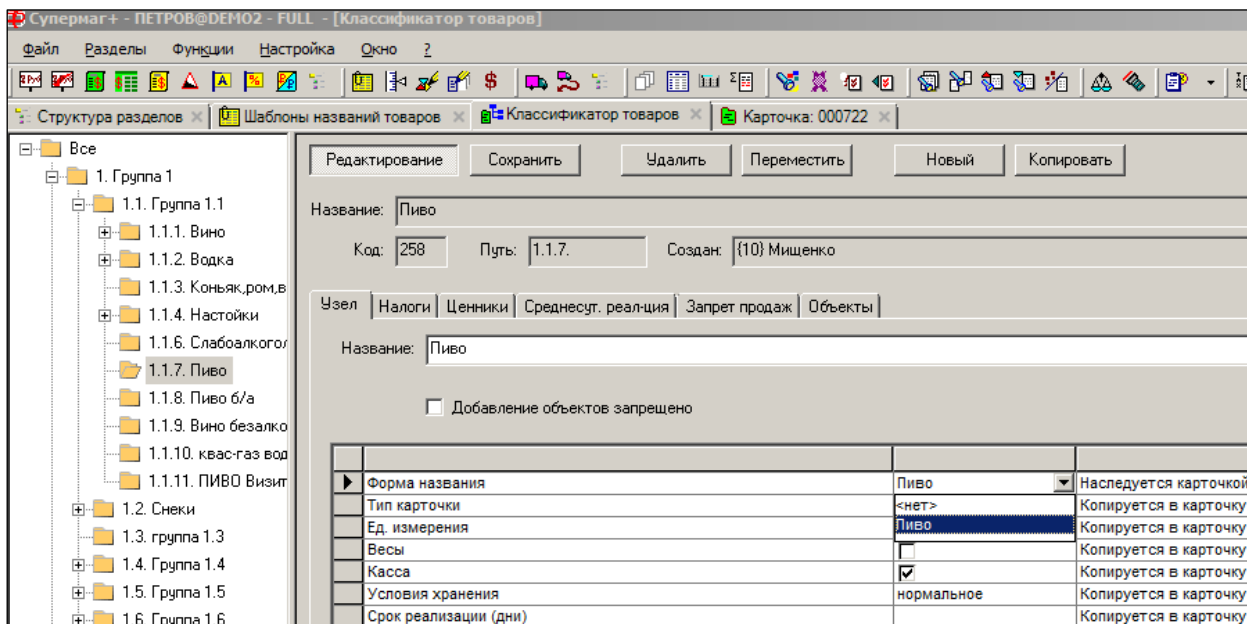 Супермаг+ - ПЕТРОВ@DEMO2 - FULL - [Классификатор товаров]
Файл Разделы Функции Настройка Окно ?
Структура разделов Шаблоны названий товаров Классификатор товаров Карточка: 000722
Все
1. Группа 1
1.1. Группа 1.1
1.1.1. Вино
1.1.2. Водка
1.1.3. Коньяк,ром,в
1.1.4. Настойки
1.1.6. Слабоалкогол
1.1.7. Пиво
1.1.8. Пиво б/а
1.1.9. Вино безалко
1.1.10. квас-газ вод
1.1.11. ПИВО Визит
1.2. Снеки
1.3. группа 1.3
1.4. Группа 1.4
1.5. Группа 1.5
1.6. Группа 1.6
Редактирование Сохранить Удалить Переместить Новый Копировать
Название: Пиво
Код: 258 Путь: 1.1.7. Создан: {10} Мищенко
Узел Налоги Ценники Среднесут. реал-ция Запрет продаж Объекты
Название: Пиво
Добавление объектов запрещено
Форма названия Пиво Наследуется карточкой
Тип карточки <нет> Копируется в карточку
Ед. измерения Пиво Копируется в карточку
Весы Копируется в карточку
Касса Копируется в карточку
Условия хранения нормальное Копируется в карточку
Срок реализации (дни) Копируется в карточку